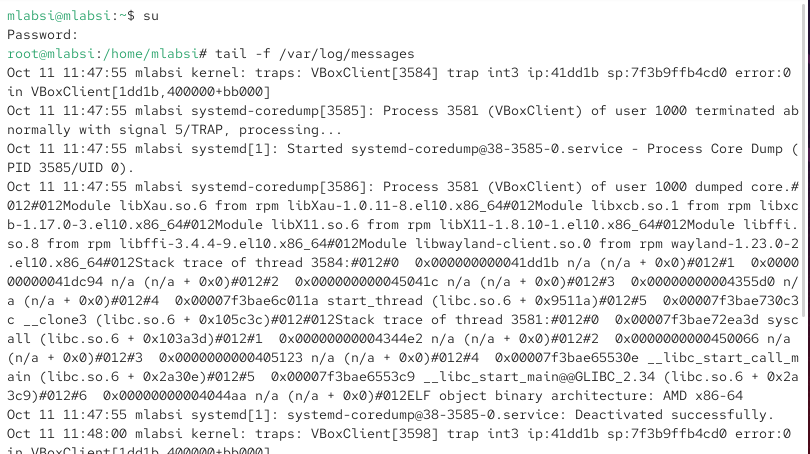 mlabsi@mlabsi:~$ su
Password:
root@mlabsi:/home/mlabsi# tail -f /var/log/messages
Oct 11 11:47:55 mlabsi kernel: traps: VBoxClient[3584] trap int3 ip:41dd1b sp:7f3b9ffb4cd0 error:0
in VBoxClient[1dd1b,400000+bb000]
Oct 11 11:47:55 mlabsi systemd-coredump[3585]: Process 3581 (VBoxClient) of user 1000 terminated ab
normally with signal 5/TRAP, processing...
Oct 11 11:47:55 mlabsi systemd[1]: Started systemd-coredump@38-3585-0.service - Process Core Dump (
PID 3585/UID 0).
Oct 11 11:47:55 mlabsi systemd-coredump[3586]: Process 3581 (VBoxClient) of user 1000 dumped core.#
012#012Module libXau.so.6 from rpm libXau-1.0.11-8.el10.x86_64#012Module libxcb.so.1 from rpm libxc
b-1.17.0-3.el10.x86_64#012Module libX11.so.6 from rpm libX11-1.8.10-1.el10.x86_64#012Module libffi.
so.8 from rpm libffi-3.4.4-9.el10.x86_64#012Module libwayland-client.so.0 from rpm wayland-1.23.0-2
.el10.x86_64#012Stack trace of thread 3584:#012#0  0x000000000041dd1b n/a (n/a + 0x0)#012#1  0x0000
00000041dc94 n/a (n/a + 0x0)#012#2  0x000000000045041c n/a (n/a + 0x0)#012#3  0x00000000004355d0 n/
a (n/a + 0x0)#012#4  0x00007f3bae6c011a start_thread (libc.so.6 + 0x9511a)#012#5  0x00007f3bae730c3
c __clone3 (libc.so.6 + 0x105c3c)#012#012Stack trace of thread 3581:#012#0  0x00007f3bae72ea3d sysc
all (libc.so.6 + 0x103a3d)#012#1  0x00000000004344e2 n/a (n/a + 0x0)#012#2  0x0000000000450066 n/a
(n/a + 0x0)#012#3  0x0000000000405123 n/a (n/a + 0x0)#012#4  0x00007f3bae65530e __libc_start_call_m
ain (libc.so.6 + 0x2a30e)#012#5  0x00007f3bae6553c9 __libc_start_main@@GLIBC_2.34 (libc.so.6 + 0x2a
3c9)#012#6  0x00000000004044aa n/a (n/a + 0x0)#012ELF object binary architecture: AMD x86-64
Oct 11 11:47:55 mlabsi systemd[1]: systemd-coredump@38-3585-0.service: Deactivated successfully.
Oct 11 11:48:00 mlabsi kernel: traps: VBoxClient[3598] trap int3 ip:41dd1b sp:7f3b9ffb4cd0 error:0
in VBoxClient[1dd1b,400000+bb000]